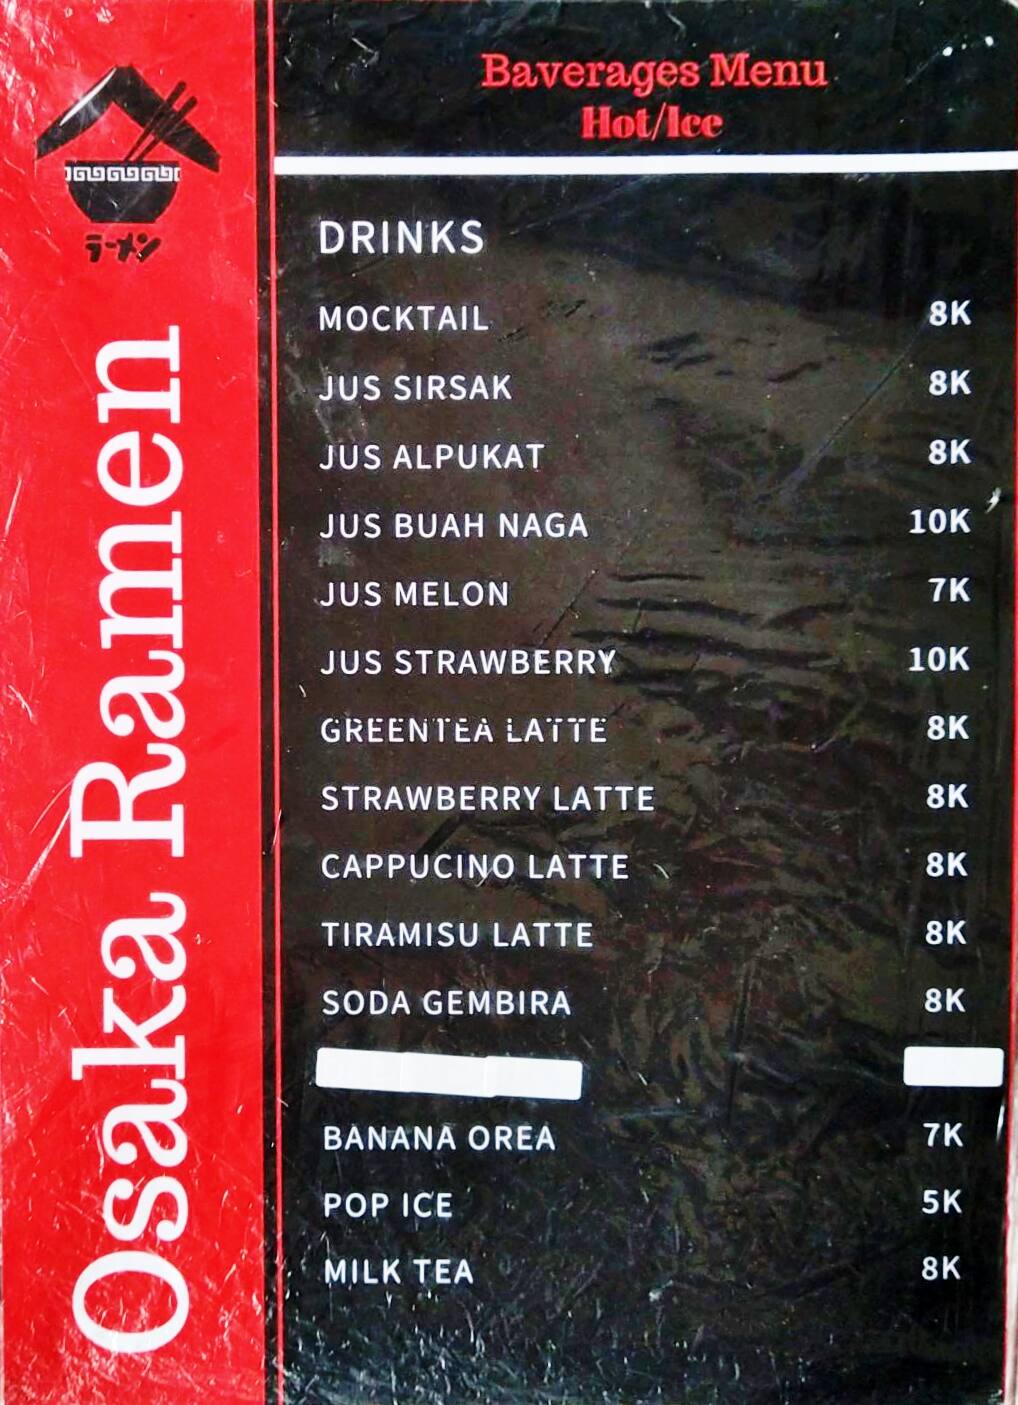 Baverages Menu
Hot/Ice
ラーメン
Osaka Ramen
DRINKS
MOCKTAIL 8K
JUS SIRSAK 8K
JUS ALPUKAT 8K
JUS BUAH NAGA 10K
JUS MELON 7K
JUS STRAWBERRY 10K
GREENTEA LATTE 8K
STRAWBERRY LATTE 8K
CAPPUCINO LATTE 8K
TIRAMISU LATTE 8K
SODA GEMBIRA 8K
BANANA OREA 7K
POP ICE 5K
MILK TEA 8K